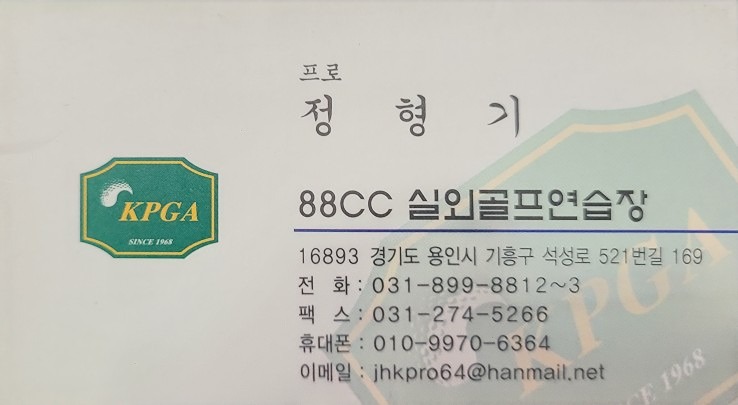 프로
정 형 기
KPGA
SINCE 1968
88CC 실외골프연습장
16893 경기도 용인시 기흥구 석성로 521번길 169
전 화 : 031-899-8812~3
팩 스 : 031-274-5266
휴대폰 : 010-9970-6364
이메일 : jhkpro64@hanmail.net
KPGA
CE 1968